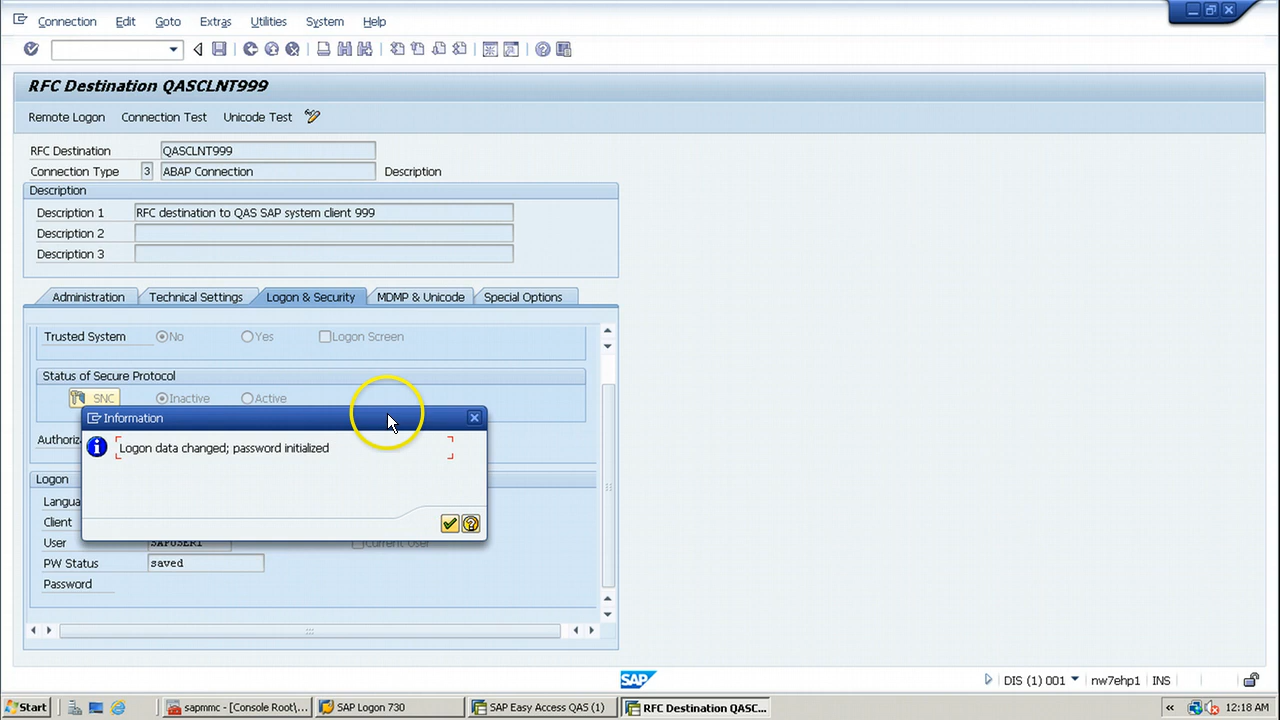 Connection Edit Goto Extras Utilities System Help
RFC Destination QASCLNT999
Remote Logon Connection Test Unicode Test
RFC Destination QASCLNT999
Connection Type 3 ABAP Connection Description
Description
Description 1 RFC destination to QAS SAP system client 999
Description 2
Description 3
Administration Technical Settings Logon & Security MDMP & Unicode Special Options
Trusted System No Yes Logon Screen
Status of Secure Protocol
SNC Inactive Active
Information
Authoriz
Logon data changed; password initialized
Logon
Langua
Client
User SAPUSER1 Current User
PW Status saved
Password
SAP DIS (1) 001 nw7ehp1 INS
Start sapmmc - [Console Root\... SAP Logon 730 SAP Easy Access QAS (1) RFC Destination QASC... « 12:18 AM